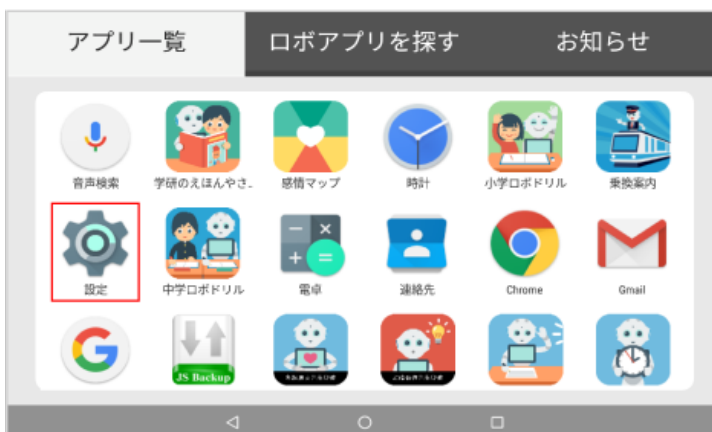 アプリ一覧 ロボアプリを探す お知らせ
音声検索 学研のえほんやさ.. 感情マップ 時計 小学ロボドリル 乗換案内
設定 中学ロボドリル 電卓 連絡先 Chrome Gmail
JS Backup